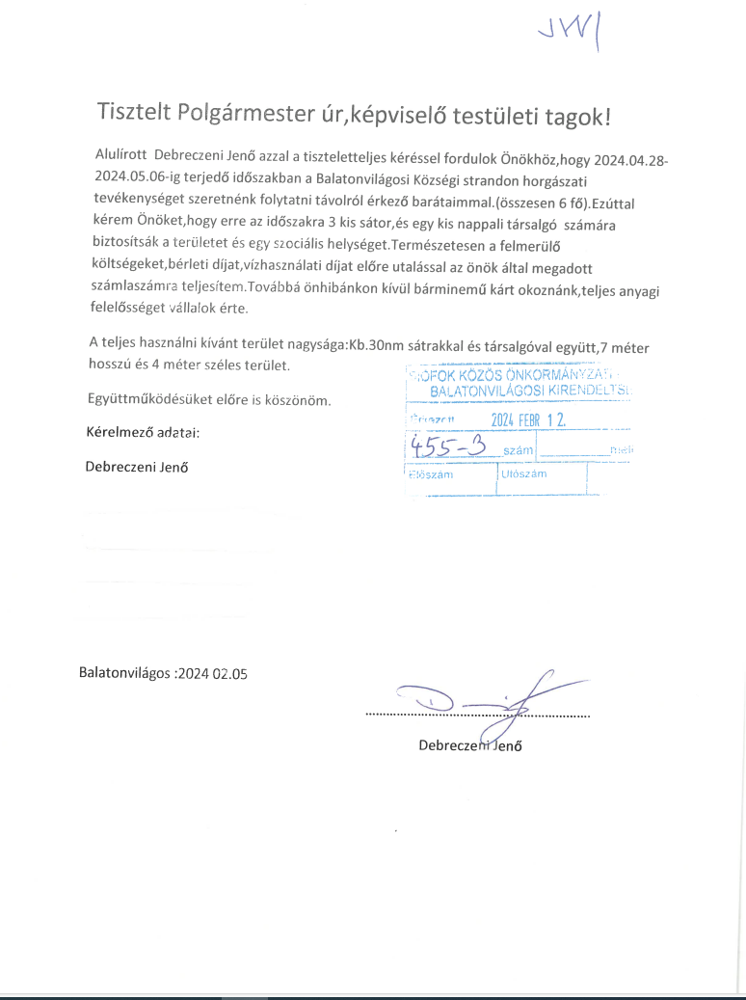 Tisztelt Polgármester úr,képviselő testületi tagok!
Alulírott Debreczeni Jenő azzal a tiszteletteljes kéréssel fordulok Önökhöz,hogy 2024.04.28-
2024.05.06-ig terjedő időszakban a Balatonvilágosi Községi strandon horgászati
tevékenységet szeretnénk folytatni távolról érkező barátaimmal.(összesen 6 fő).Ezúttal
kérem Önöket,hogy erre az időszakra 3 kis sátor,és egy kis nappali társalgó számára
biztosítsák a területet és egy szociális helységet.Természetesen a felmerülő
költségeket,bérleti díjat,vízhasználati díjat előre utalással az önök által megadott
számlaszámra teljesítem.Továbbá önhibánkon kívül bárminemű kárt okoznánk,teljes anyagi
felelősséget vállalok érte.
A teljes használni kívánt terület nagysága:Kb.30nm sátrakkal és társalgóval együtt,7 méter
hosszú és 4 méter széles terület.
KÖZÖS ÖNKORMÁNYZATI
BALATONVILÁGOSI KIRENDELTSÉ
Együttműködésüket előre is köszönöm.
2024 FEBR 12.
Kérelmező adatai:
455-3 szám
Debreczeni Jenő
Előszám Utószám
Balatonvilágos :2024 02.05
Debreczeni Jenő